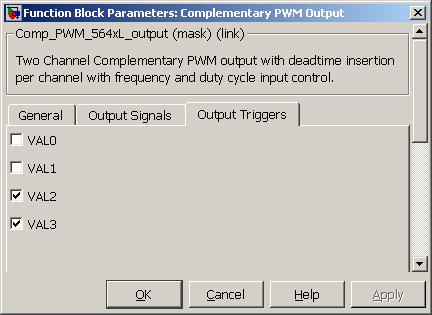 Function Block Parameters: Complementary PWM Output
Comp_PWM_564xL_output (mask) (link)
Two Channel Complementary PWM output with deadtime insertion
per channel with frequency and duty cycle input control.
General
Output Signals
Output Triggers
VAL0
VAL1
VAL2
VAL3
OK
Cancel
Help
Apply